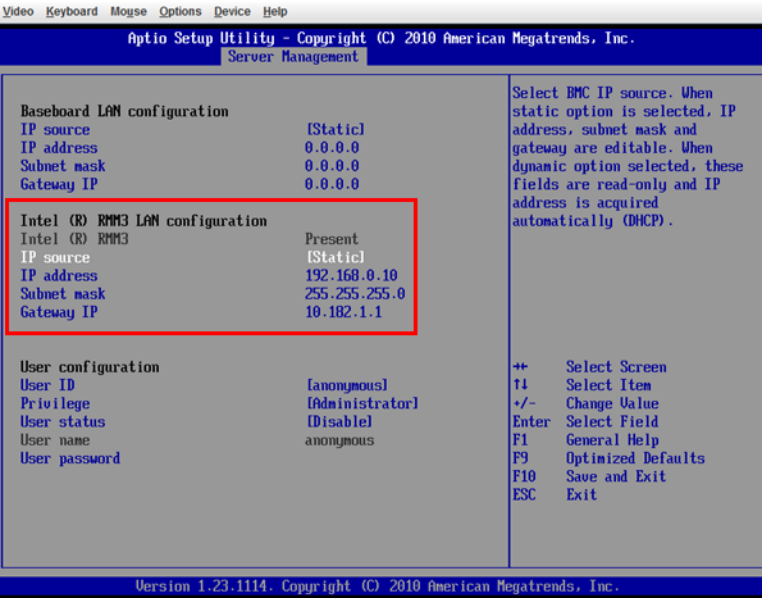 Video Keyboard Mouse Options Device Help
Aptio Setup Utility - Copyright (C) 2010 American Megatrends, Inc.
Server Management
Baseboard LAN configuration
IP source [Static]
IP address 0.0.0.0
Subnet mask 0.0.0.0
Gateway IP 0.0.0.0
Intel (R) RMM3 LAN configuration
Intel (R) RMM3 Present
IP source [Static]
IP address 192.168.0.10
Subnet mask 255.255.255.0
Gateway IP 10.182.1.1
User configuration
User ID [anonymous]
Privilege [Administrator]
User status [Disable]
User name anonymous
User password
Select BMC IP source. When
static option is selected, IP
address, subnet mask and
gateway are editable. When
dynamic option selected, these
fields are read-only and IP
address is acquired
automatically (DHCP).
→← Select Screen
↑↓ Select Item
+/- Change Value
Enter Select Field
F1 General Help
F9 Optimized Defaults
F10 Save and Exit
ESC Exit
Version 1.23.1114. Copyright (C) 2010 American Megatrends, Inc.